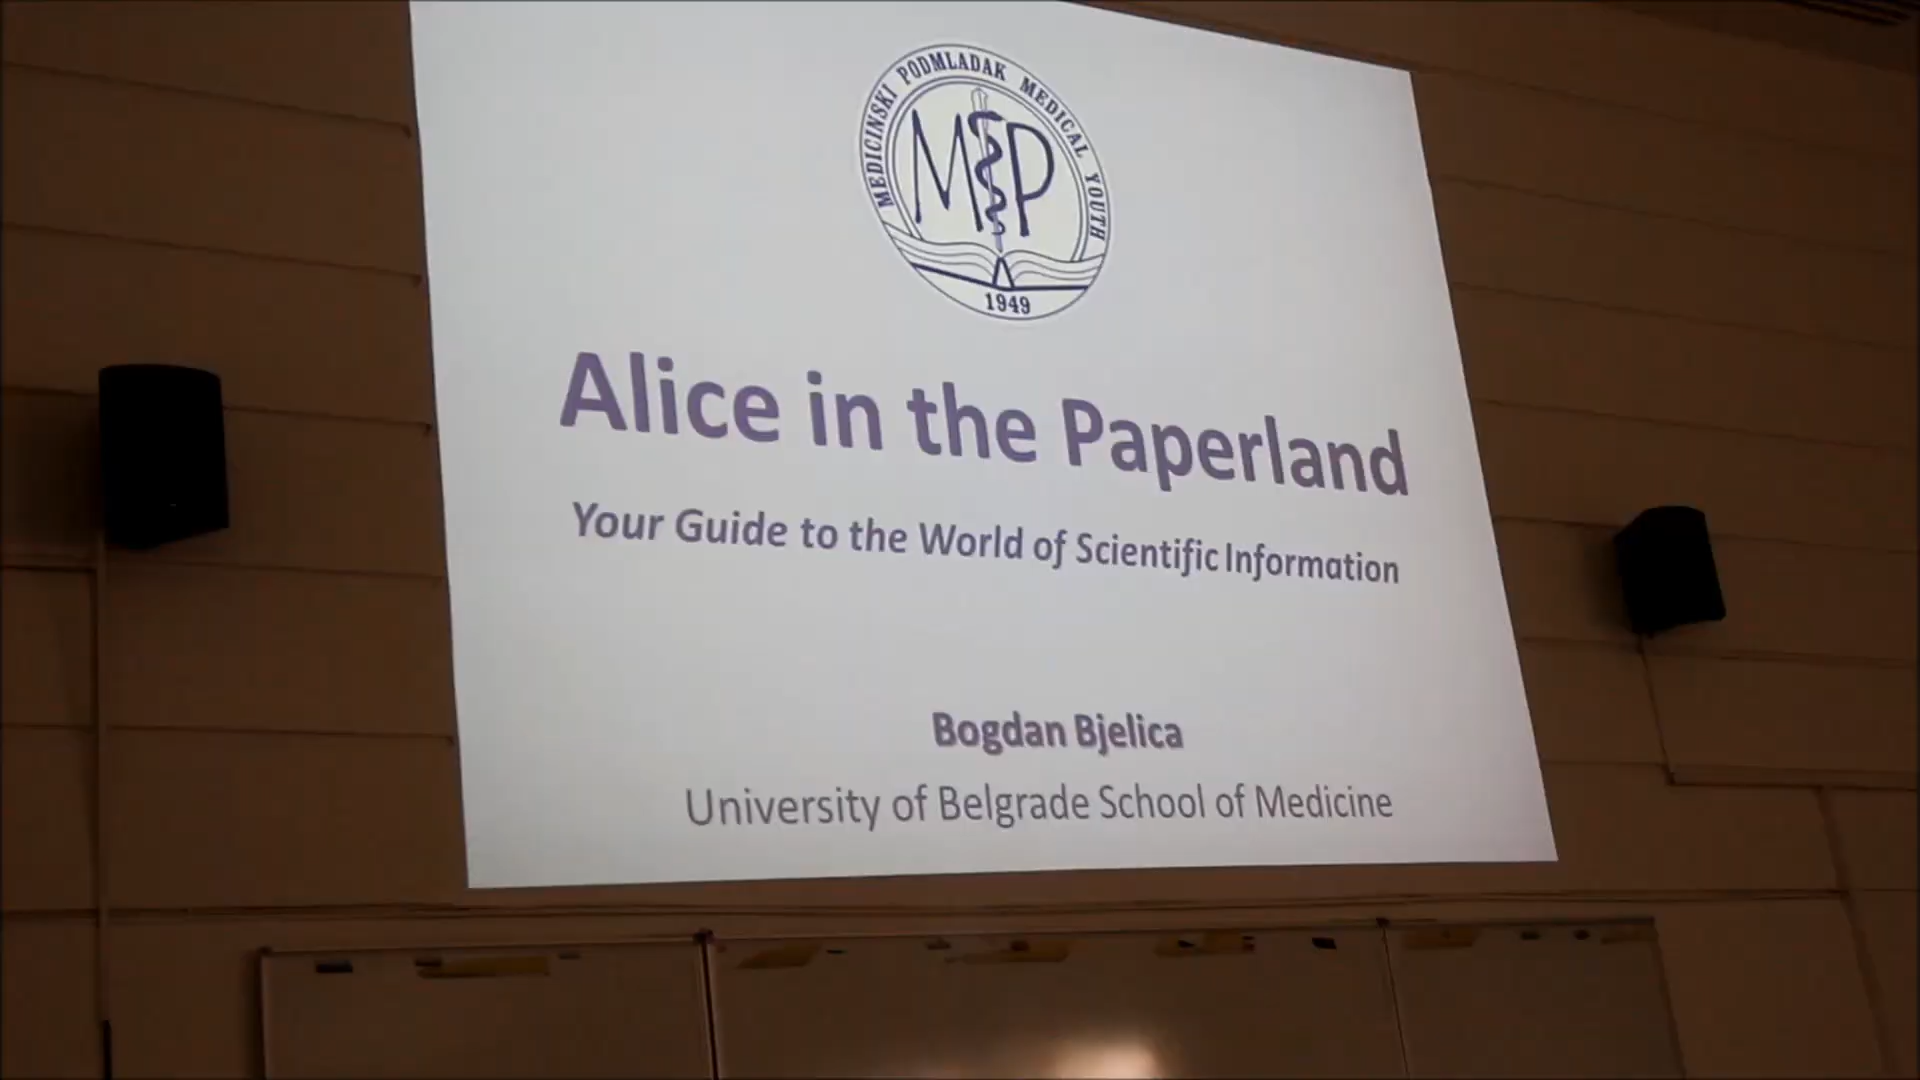 MEDICINSKI PODMLADAK MEDICAL YOUTH
MP
1949
Alice in the Paperland
Your Guide to the World of Scientific Information
Bogdan Bjelica
University of Belgrade School of Medicine